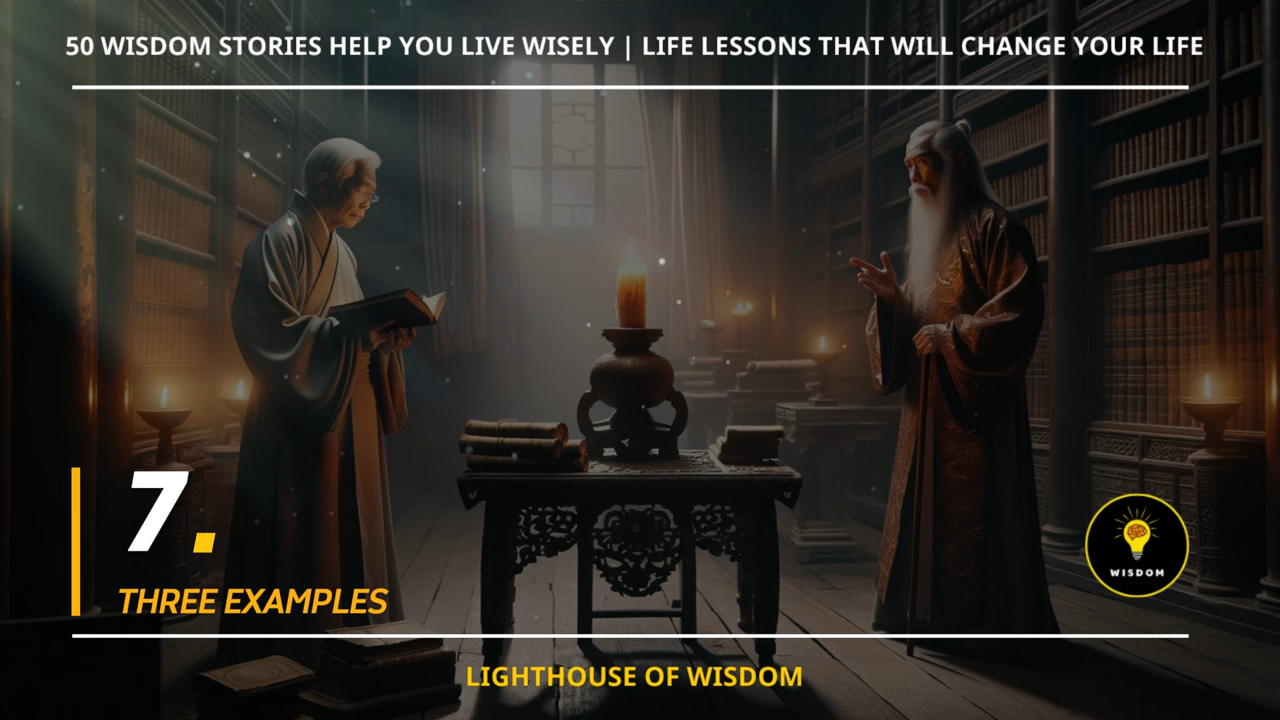 50 WISDOM STORIES HELP YOU LIVE WISELY | LIFE LESSONS THAT WILL CHANGE YOUR LIFE
7.
THREE EXAMPLES
WISDOM
LIGHTHOUSE OF WISDOM